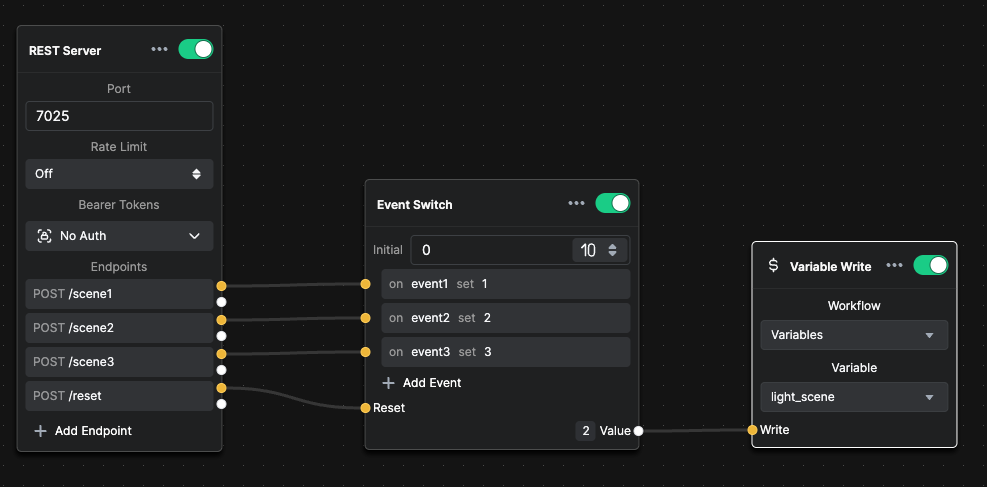 REST Server
Port
7025
Rate Limit
Off
Bearer Tokens
No Auth
Endpoints
POST /scene1
POST /scene2
POST /scene3
POST /reset
Add Endpoint
Event Switch
Initial 0 10
on event1 set 1
on event2 set 2
on event3 set 3
Add Event
Reset
2 Value
$ Variable Write
Workflow
Variables
Variable
light_scene
Write